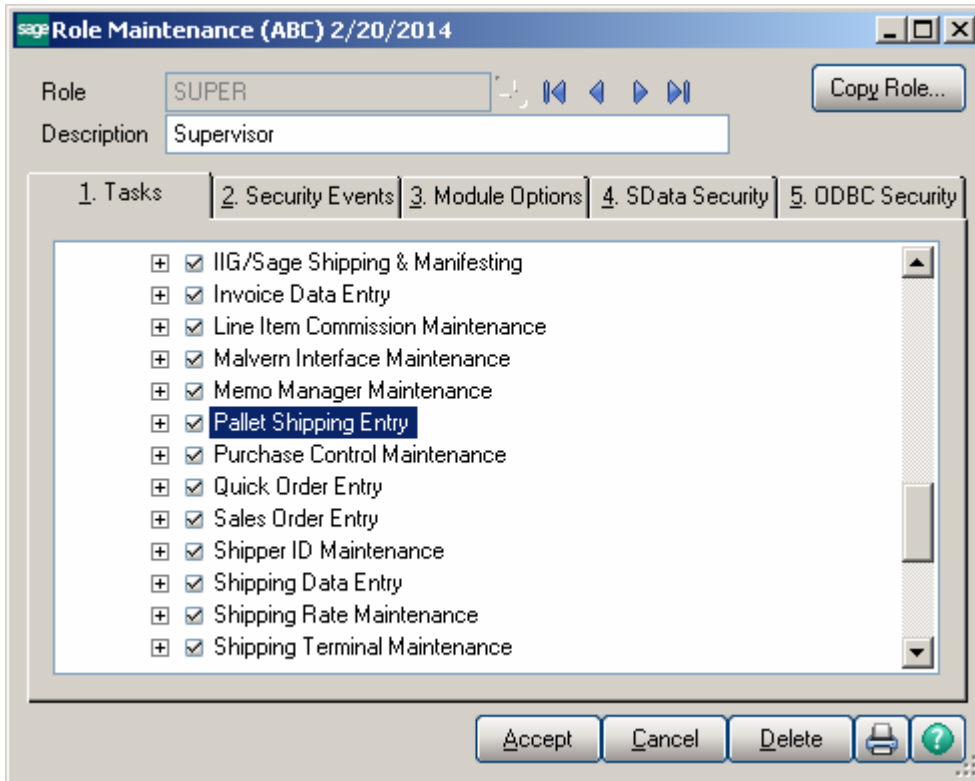 sage Role Maintenance (ABC) 2/20/2014
Role SUPER Copy Role...
Description Supervisor
1. Tasks 2. Security Events 3. Module Options 4. SData Security 5. ODBC Security
IIG/Sage Shipping & Manifesting
Invoice Data Entry
Line Item Commission Maintenance
Malvern Interface Maintenance
Memo Manager Maintenance
Pallet Shipping Entry
Purchase Control Maintenance
Quick Order Entry
Sales Order Entry
Shipper ID Maintenance
Shipping Data Entry
Shipping Rate Maintenance
Shipping Terminal Maintenance
Accept Cancel Delete ?